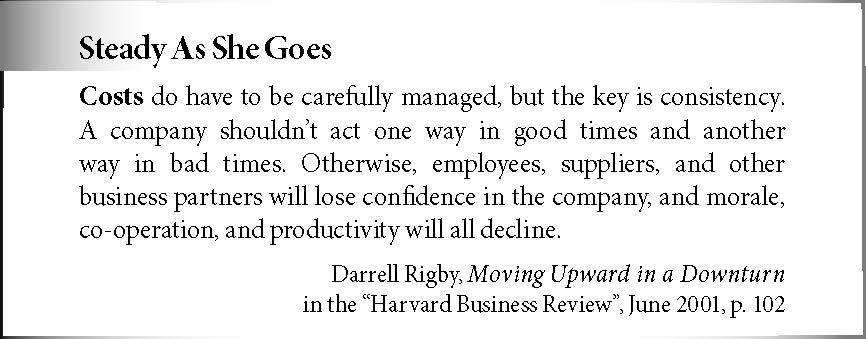 Steady As She Goes
Costs do have to be carefully managed, but the key is consistency.
A company shouldn't act one way in good times and another
way in bad times. Otherwise, employees, suppliers, and other
business partners will lose confidence in the company, and morale,
co-operation, and productivity will all decline.
Darrell Rigby, Moving Upward in a Downturn
in the “Harvard Business Review”, June 2001, p. 102